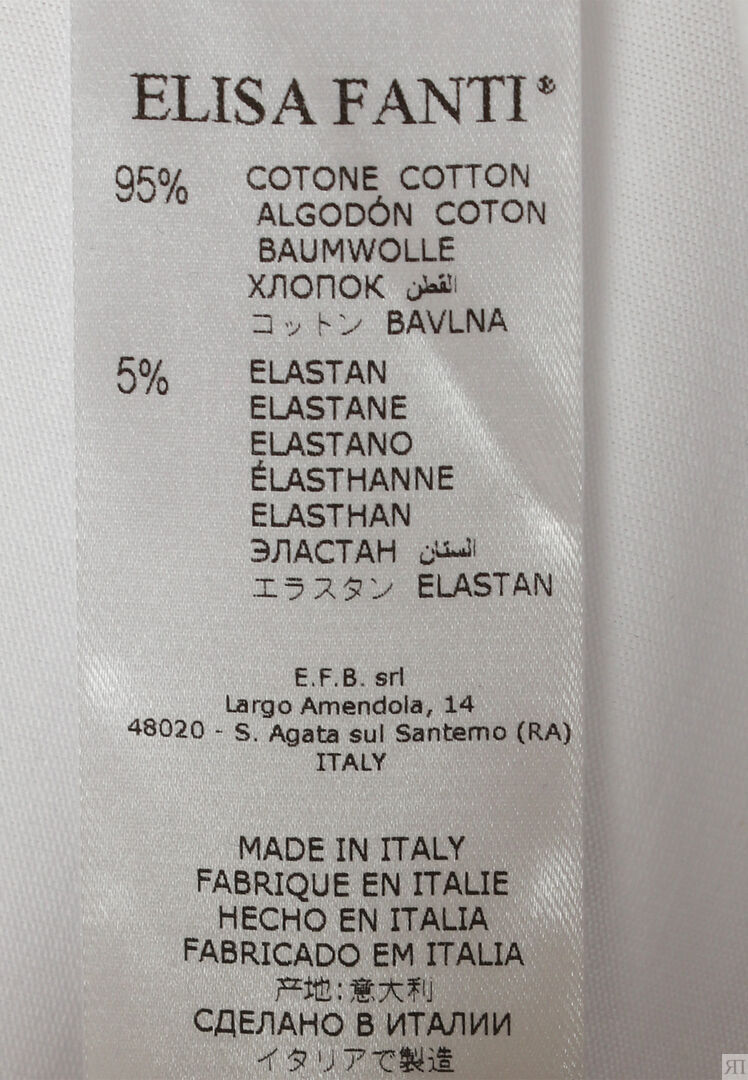 ELISA FANTI®
95% COTONE COTTON
ALGODÓN COTON
BAUMWOLLE
ХЛОПОК القطن
コットン BAVLNA
5% ELASTAN
ELASTANE
ELASTANO
ÉLASTHANNE
ELASTHAN
ЭЛАСТАН الستان
エラスタン ELASTAN
E.F.B. srl
Largo Amendola, 14
48020 - S. Agata sul Santerno (RA)
ITALY
MADE IN ITALY
FABRIQUE EN ITALIE
HECHO EN ITALIA
FABRICADO EM ITALIA
产地:意大利
СДЕЛАНО В ИТАЛИИ
イタリアで製造
ЯП